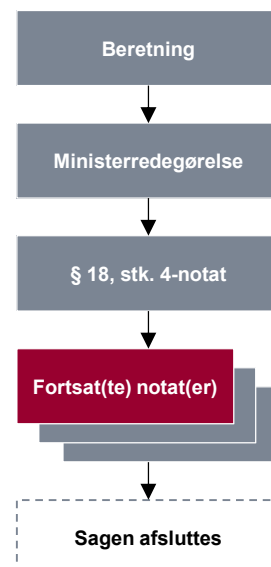 Beretning
Ministerredegørelse
§ 18, stk. 4-notat
Fortsat(te) notat(er)
Sagen afsluttes